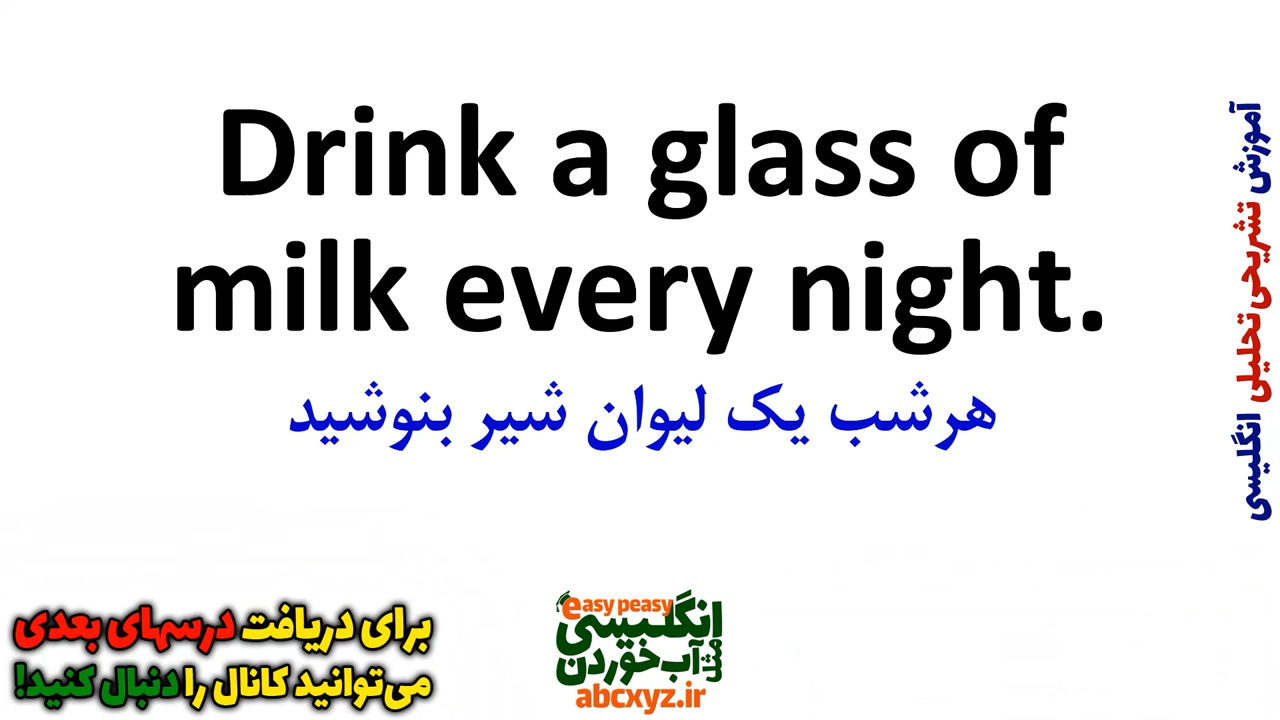 Drink a glass of
milk every night.
هرشب یک لیوان شیر بنوشید
آموزش تشریحی تحلیلی انگلیسی
برای دریافت درسهای بعدی
می‌توانید کانال را دنبال کنید!
easy peasy
انگلیسی
مثل آب خوردن
abcxyz.ir